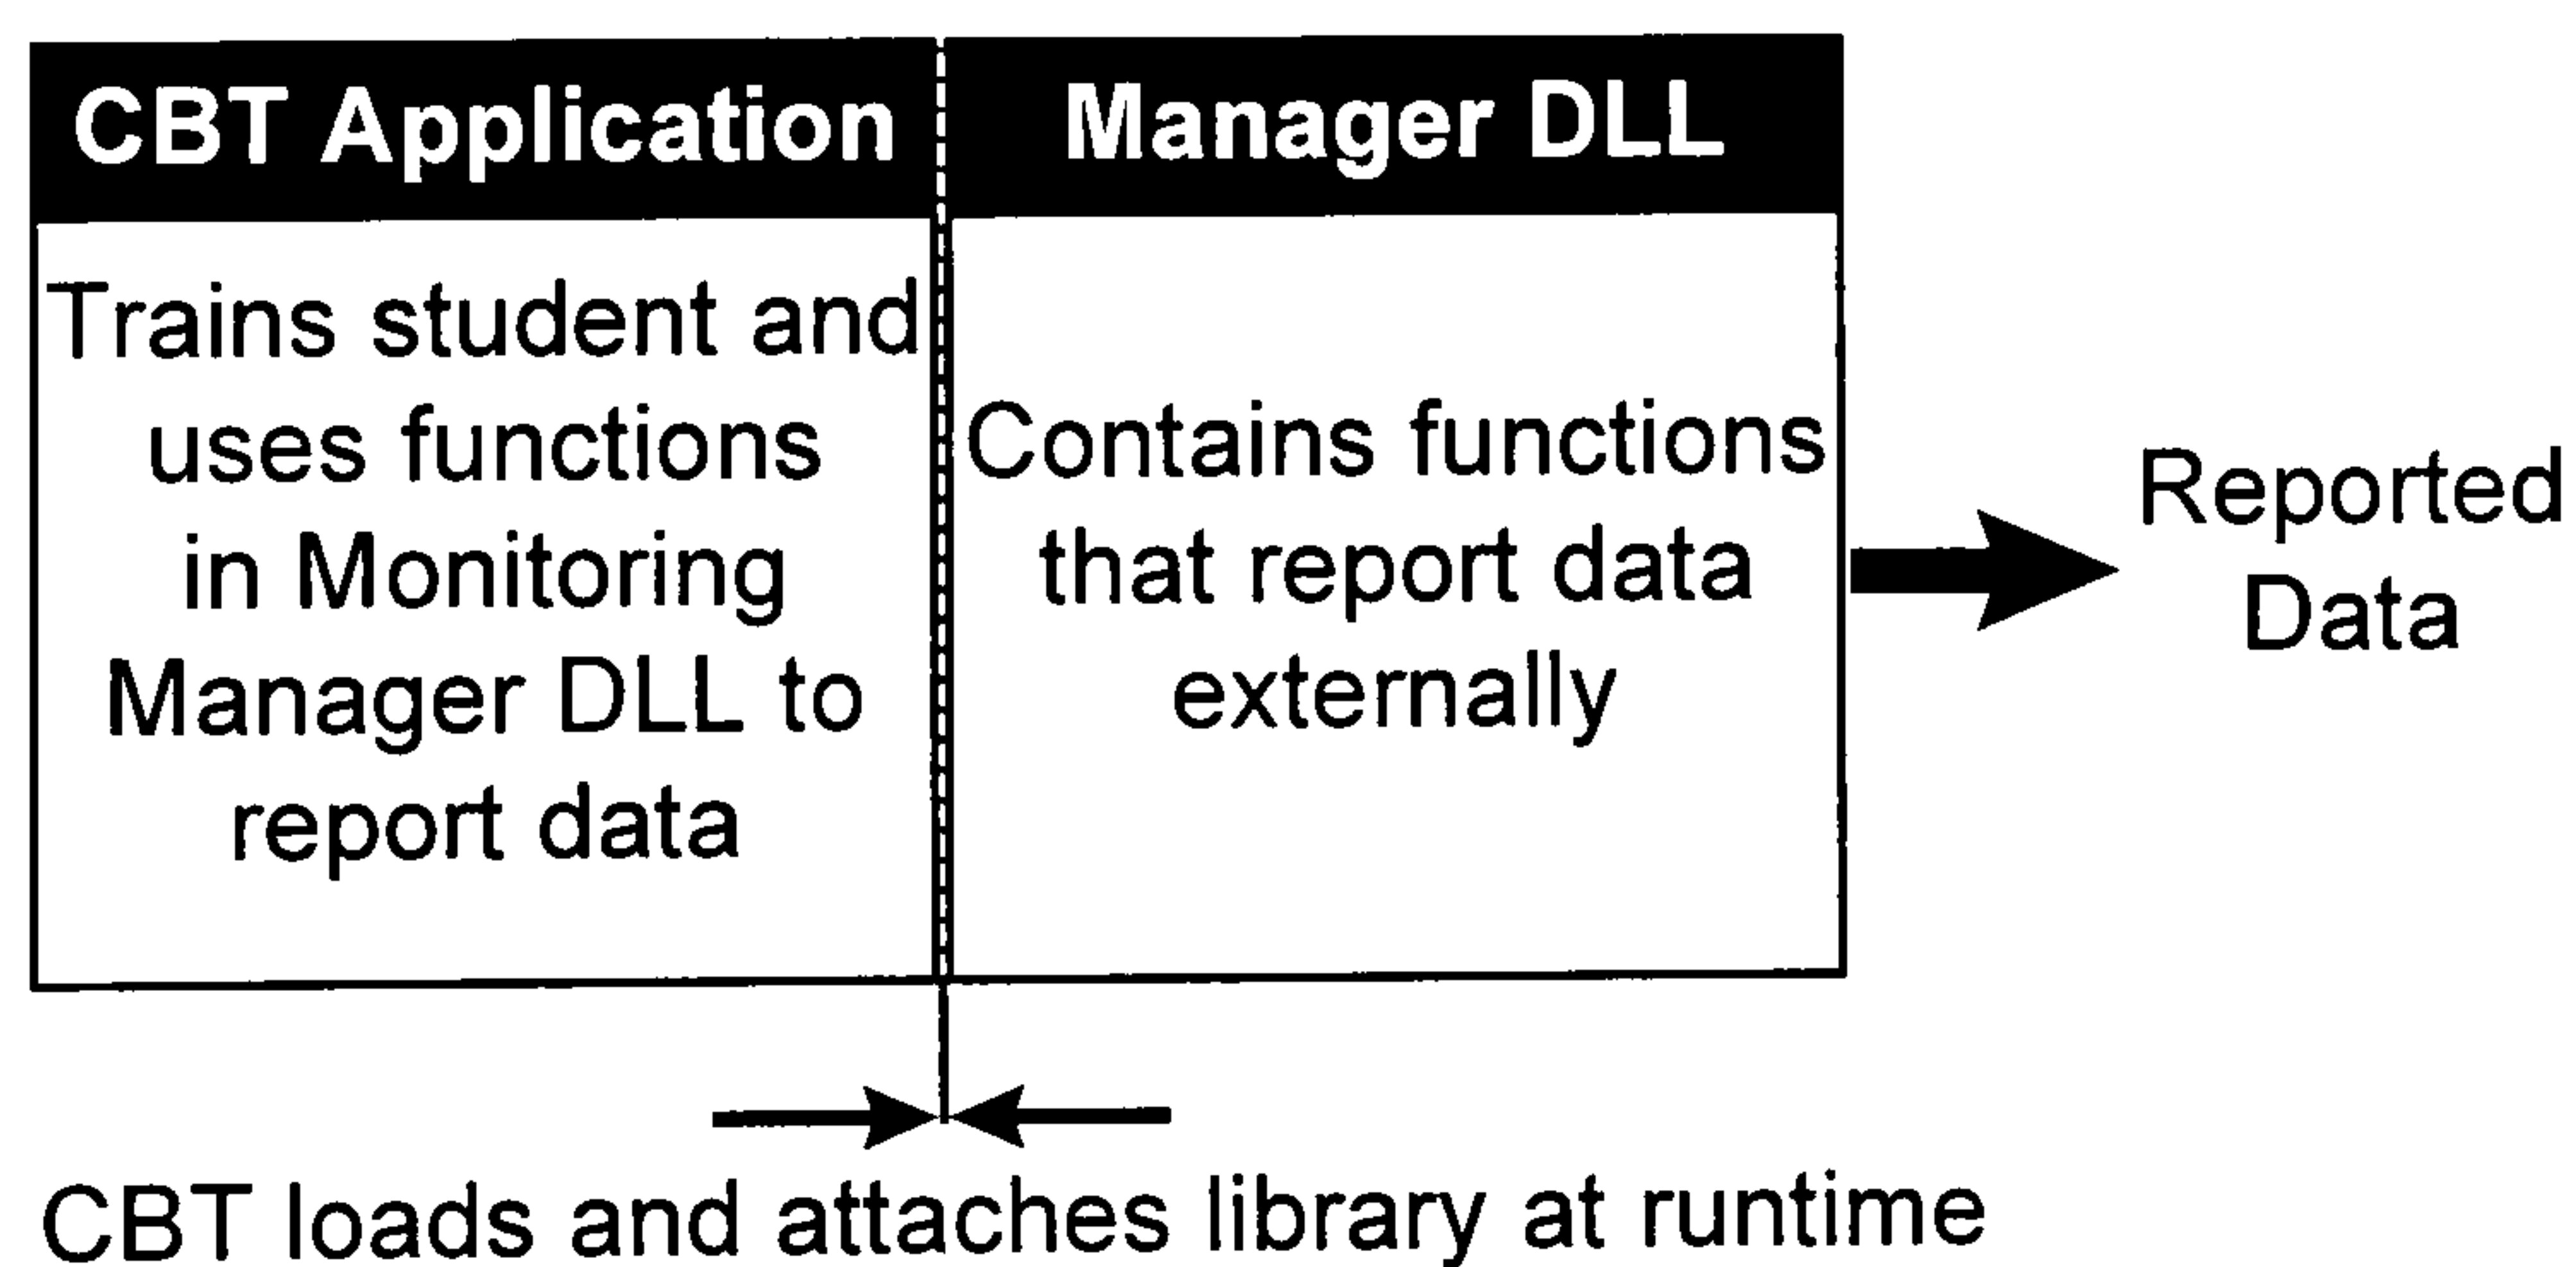 CBT Application
Manager DLL
Trains student and
uses functions
in Monitoring
Manager DLL to
report data
Contains functions
that report data
externally
Reported
Data
CBT loads and attaches library at runtime